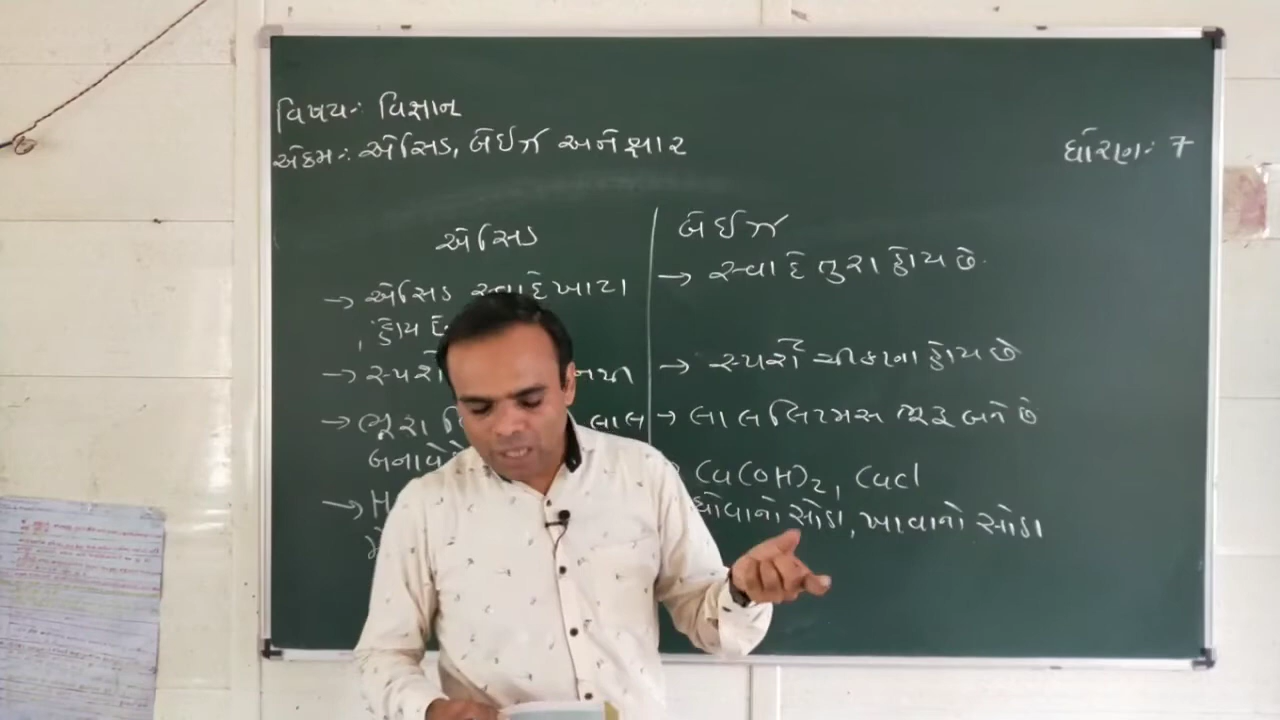 વિષય:- વિજ્ઞાન
એકમ:- એસિડ, બેઈઝ અને ક્ષાર
ધોરણ:- 7
એસિડ
→ એસિડ સ્વાદે ખાટા
હોય
→ સ્પર્શે
→ ભૂરા લાલ
બનાવે
→ H
બેઈઝ
→ સ્વાદે તુરા હોય છે.
→ સ્પર્શે ચીકણા હોય છે
→ લાલ લિટમસ ભૂરૂ બને છે
Ca(OH)2, Cacl
ધોવાનો સોડા, ખાવાનો સોડા